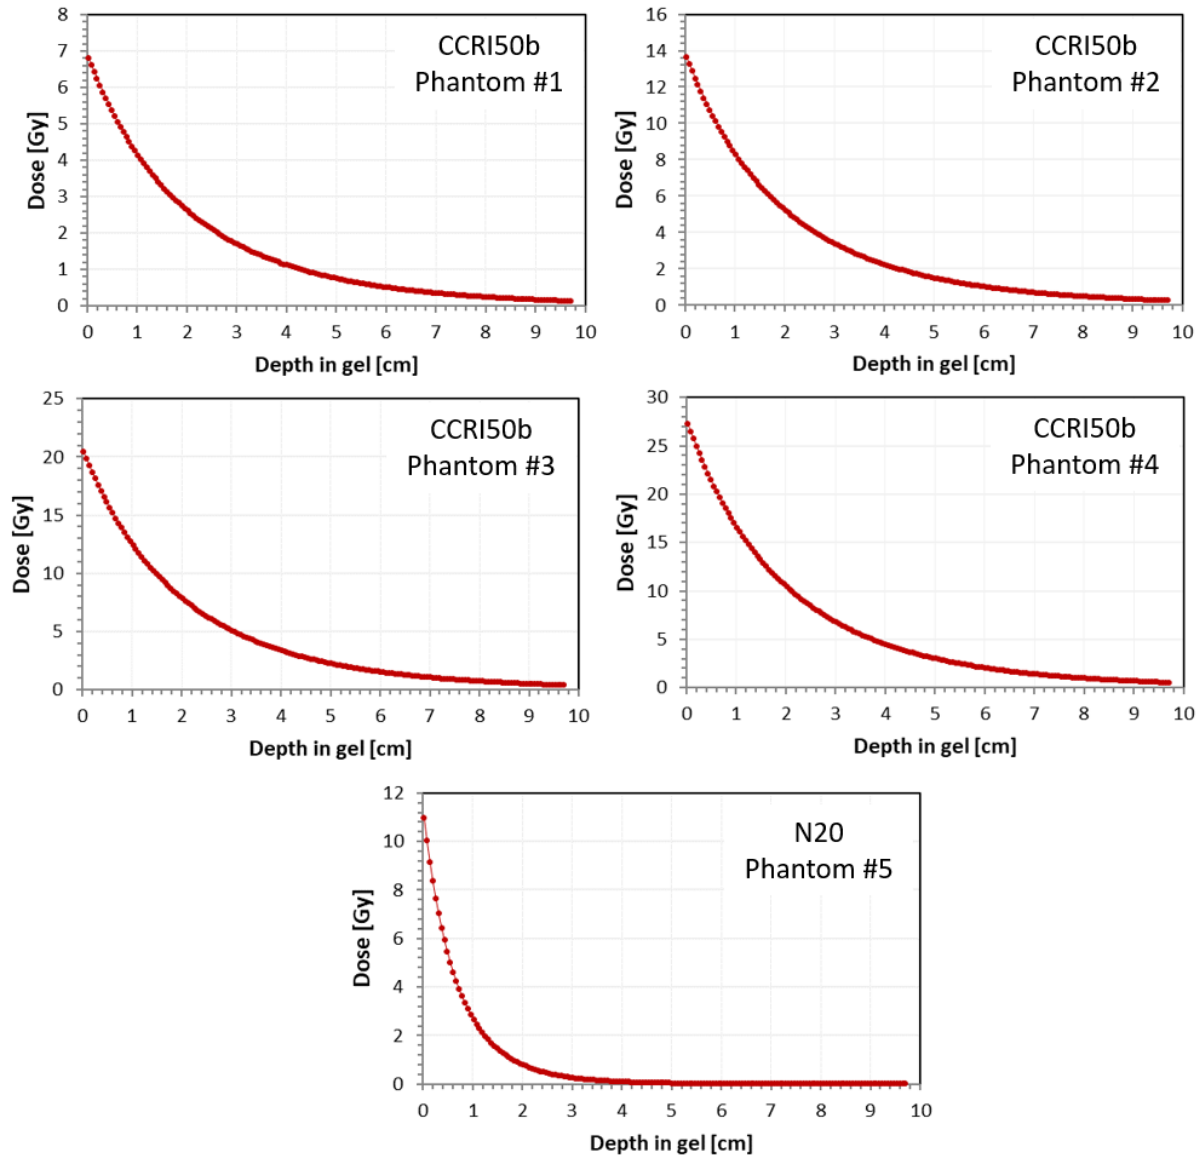 8
7
6
5
4
3
2
1
0
Dose [Gy]
CCRI50b
Phantom #1
0 1 2 3 4 5 6 7 8 9 10
Depth in gel [cm]
16
14
12
10
8
6
4
2
0
Dose [Gy]
CCRI50b
Phantom #2
0 1 2 3 4 5 6 7 8 9 10
Depth in gel [cm]
25
20
15
10
5
0
Dose [Gy]
CCRI50b
Phantom #3
0 1 2 3 4 5 6 7 8 9 10
Depth in gel [cm]
30
25
20
15
10
5
0
Dose [Gy]
CCRI50b
Phantom #4
0 1 2 3 4 5 6 7 8 9 10
Depth in gel [cm]
12
10
8
6
4
2
0
Dose [Gy]
N20
Phantom #5
0 1 2 3 4 5 6 7 8 9 10
Depth in gel [cm]